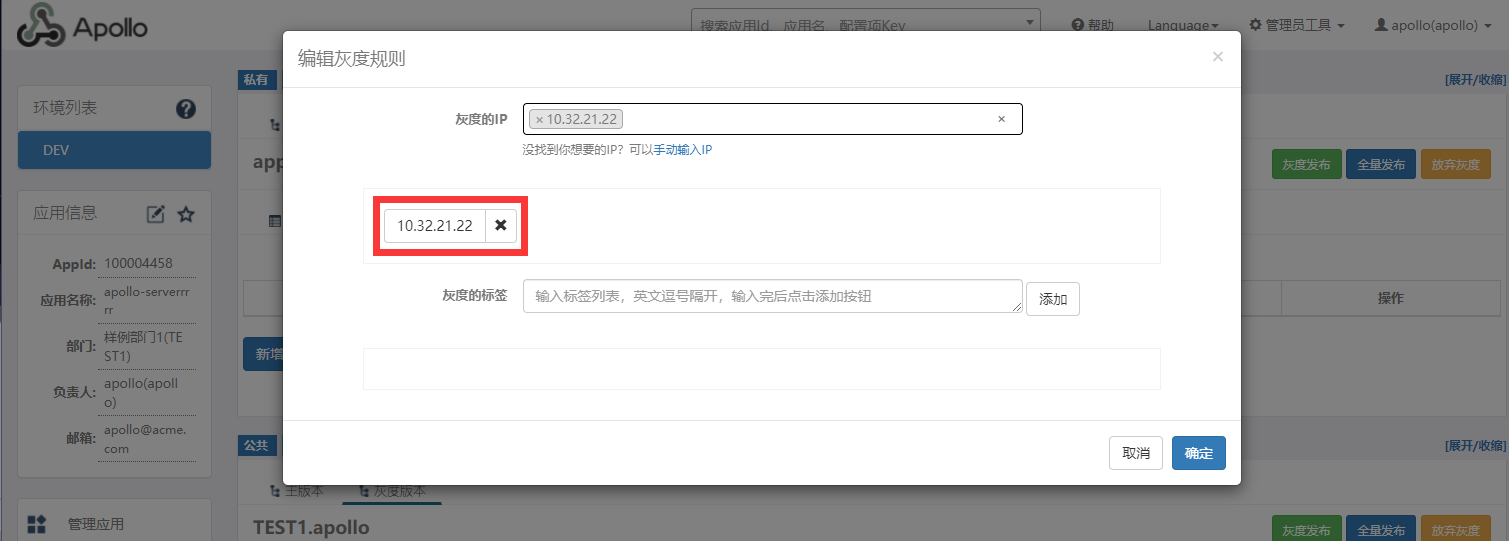 Apollo
搜索应用Id、应用名、配置项Key
帮助
Language
管理员工具
apollo(apollo)
环境列表
DEV
应用信息
AppId: 100004458
应用名称: apollo-serverrr
rr
部门: 样例部门1(TE
ST1)
负责人: apollo(apoll
o)
邮箱: apollo@acme.
com
管理应用
私有
[展开/收缩]
app
灰度发布
全量发布
放弃灰度
操作
新增
编辑灰度规则
×
灰度的IP
× 10.32.21.22
×
没找到你想要的IP？可以手动输入IP
10.32.21.22
灰度的标签
输入标签列表，英文逗号隔开，输入完后点击添加按钮
添加
取消
确定
公共
[展开/收缩]
主版本
灰度版本
TEST1.apollo
灰度发布
全量发布
放弃灰度